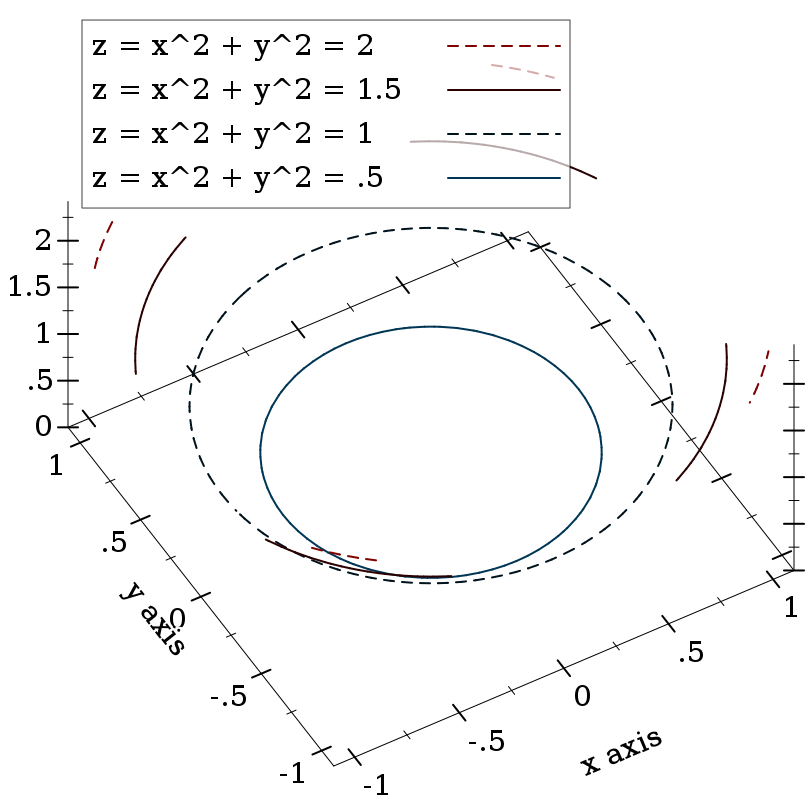 z = x^2 + y^2 = 2
z = x^2 + y^2 = 1.5
z = x^2 + y^2 = 1
z = x^2 + y^2 = .5
2
1.5
1
.5
0
1
.5
0
-.5
-1
y axis
-1
-.5
0
.5
1
x axis